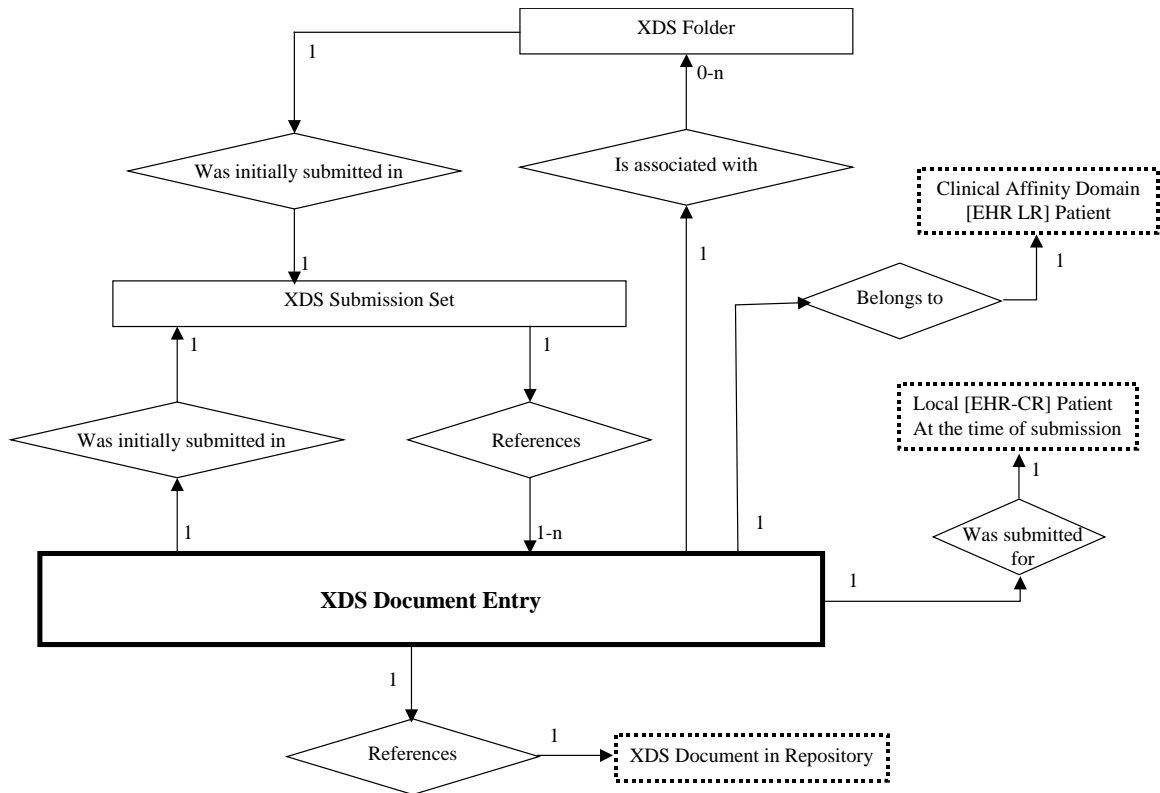 XDS Folder
1
0-n
Was initially submitted in
Is associated with
Clinical Affinity Domain
[EHR LR] Patient
1
1
1
XDS Submission Set
Belongs to
1
1
Local [EHR-CR] Patient
At the time of submission
Was initially submitted in
References
1
1
1-n
1
Was submitted
for
XDS Document Entry
1
1
References
1
XDS Document in Repository